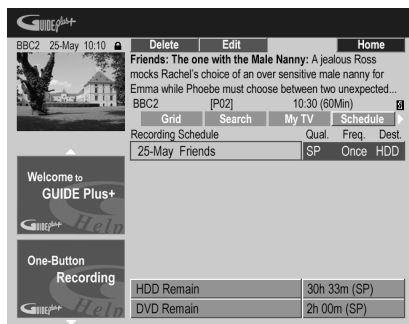 GUIDE Plus+
BBC2 25-May 10:10
Delete Edit Home
Friends: The one with the Male Nanny: A jealous Ross
mocks Rachel's choice of an over sensitive male nanny for
Emma while Phoebe must choose between two unexpected...
BBC2 [P02] 10:30 (60Min)
Grid Search My TV Schedule
Recording Schedule Qual. Freq. Dest.
25-May Friends SP Once HDD
Welcome to
GUIDE Plus+
GUIDE Plus+ Help
One-Button
Recording
GUIDE Plus+ Help
HDD Remain 30h 33m (SP)
DVD Remain 2h 00m (SP)